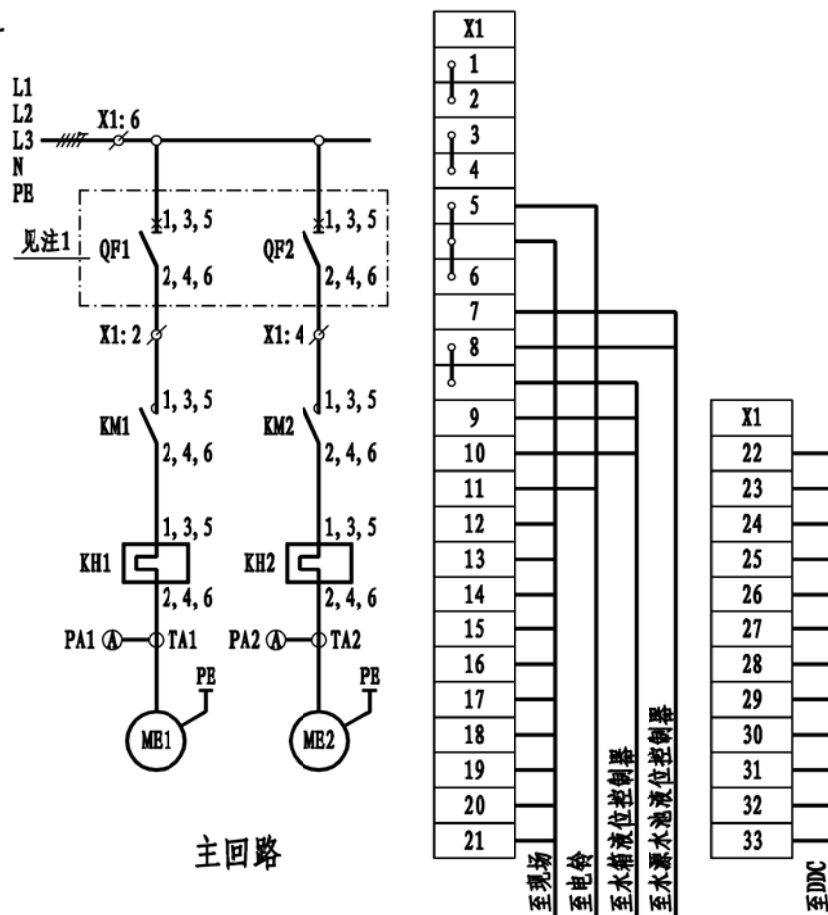 L1
L2
L3
N
PE
X1:6
见注1
QF1
1,3,5
2,4,6
QF2
1,3,5
2,4,6
X1:2
X1:4
KM1
1,3,5
2,4,6
KM2
1,3,5
2,4,6
KH1
1,3,5
2,4,6
KH2
1,3,5
2,4,6
PA1
A
TA1
PA2
A
TA2
PE
PE
ME1
ME2
主回路
X1
1
2
3
4
5
6
7
8
9
10
11
12
13
14
15
16
17
18
19
20
21
至现场
至电铃
至水箱液位控制器
至水源水池液位控制器
X1
22
23
24
25
26
27
28
29
30
31
32
33
至DDC